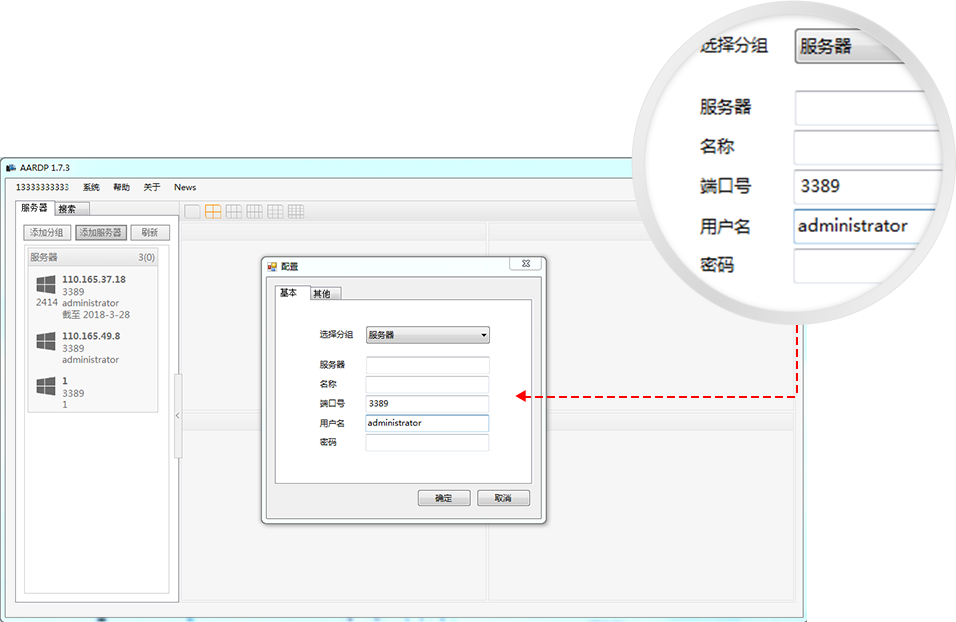 选择分组 服务器
服务器
名称
端口号 3389
用户名 administrator
密码
AARDP 1.7.3
13333333333 系统 帮助 关于 News
服务器 搜索
添加分组 添加服务器 刷新
服务器 3(0)
110.165.37.18
3389
2414 administrator
截至 2018-3-28
110.165.49.8
3389
administrator
1
3389
1
配置
基本 其他
选择分组 服务器
服务器
名称
端口号 3389
用户名 administrator
密码
确定 取消